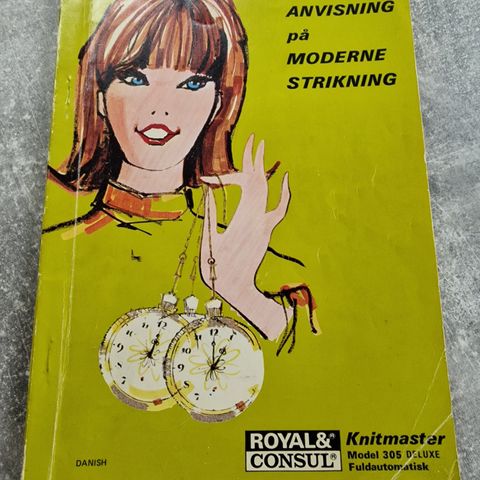 ANVISNING
på
MODERNE
STRIKNING
ROYAL&®
CONSUL®
Knitmaster
Model 305 DELUXE
Fuldautomatisk
DANISH